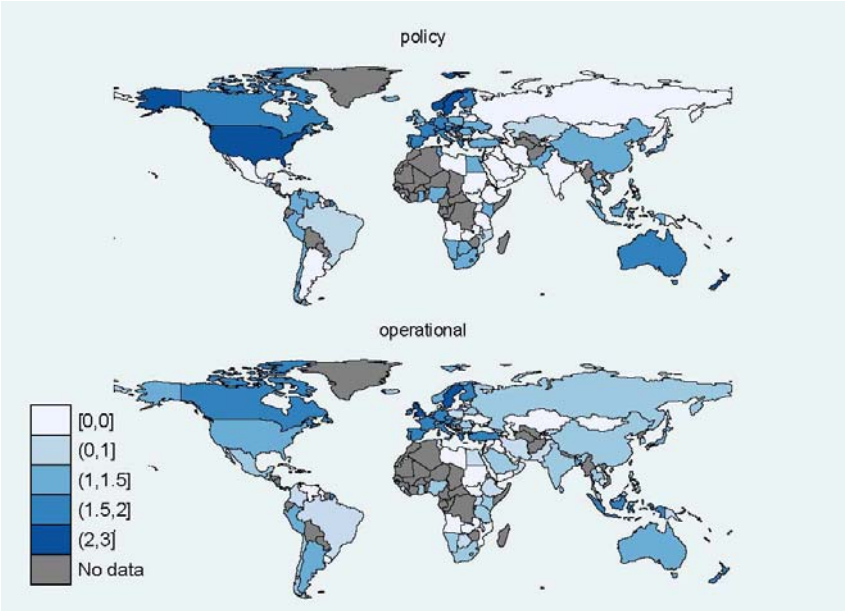 policy
operational
[0,0]
(0,1]
(1,1.5]
(1.5,2]
(2,3]
No data